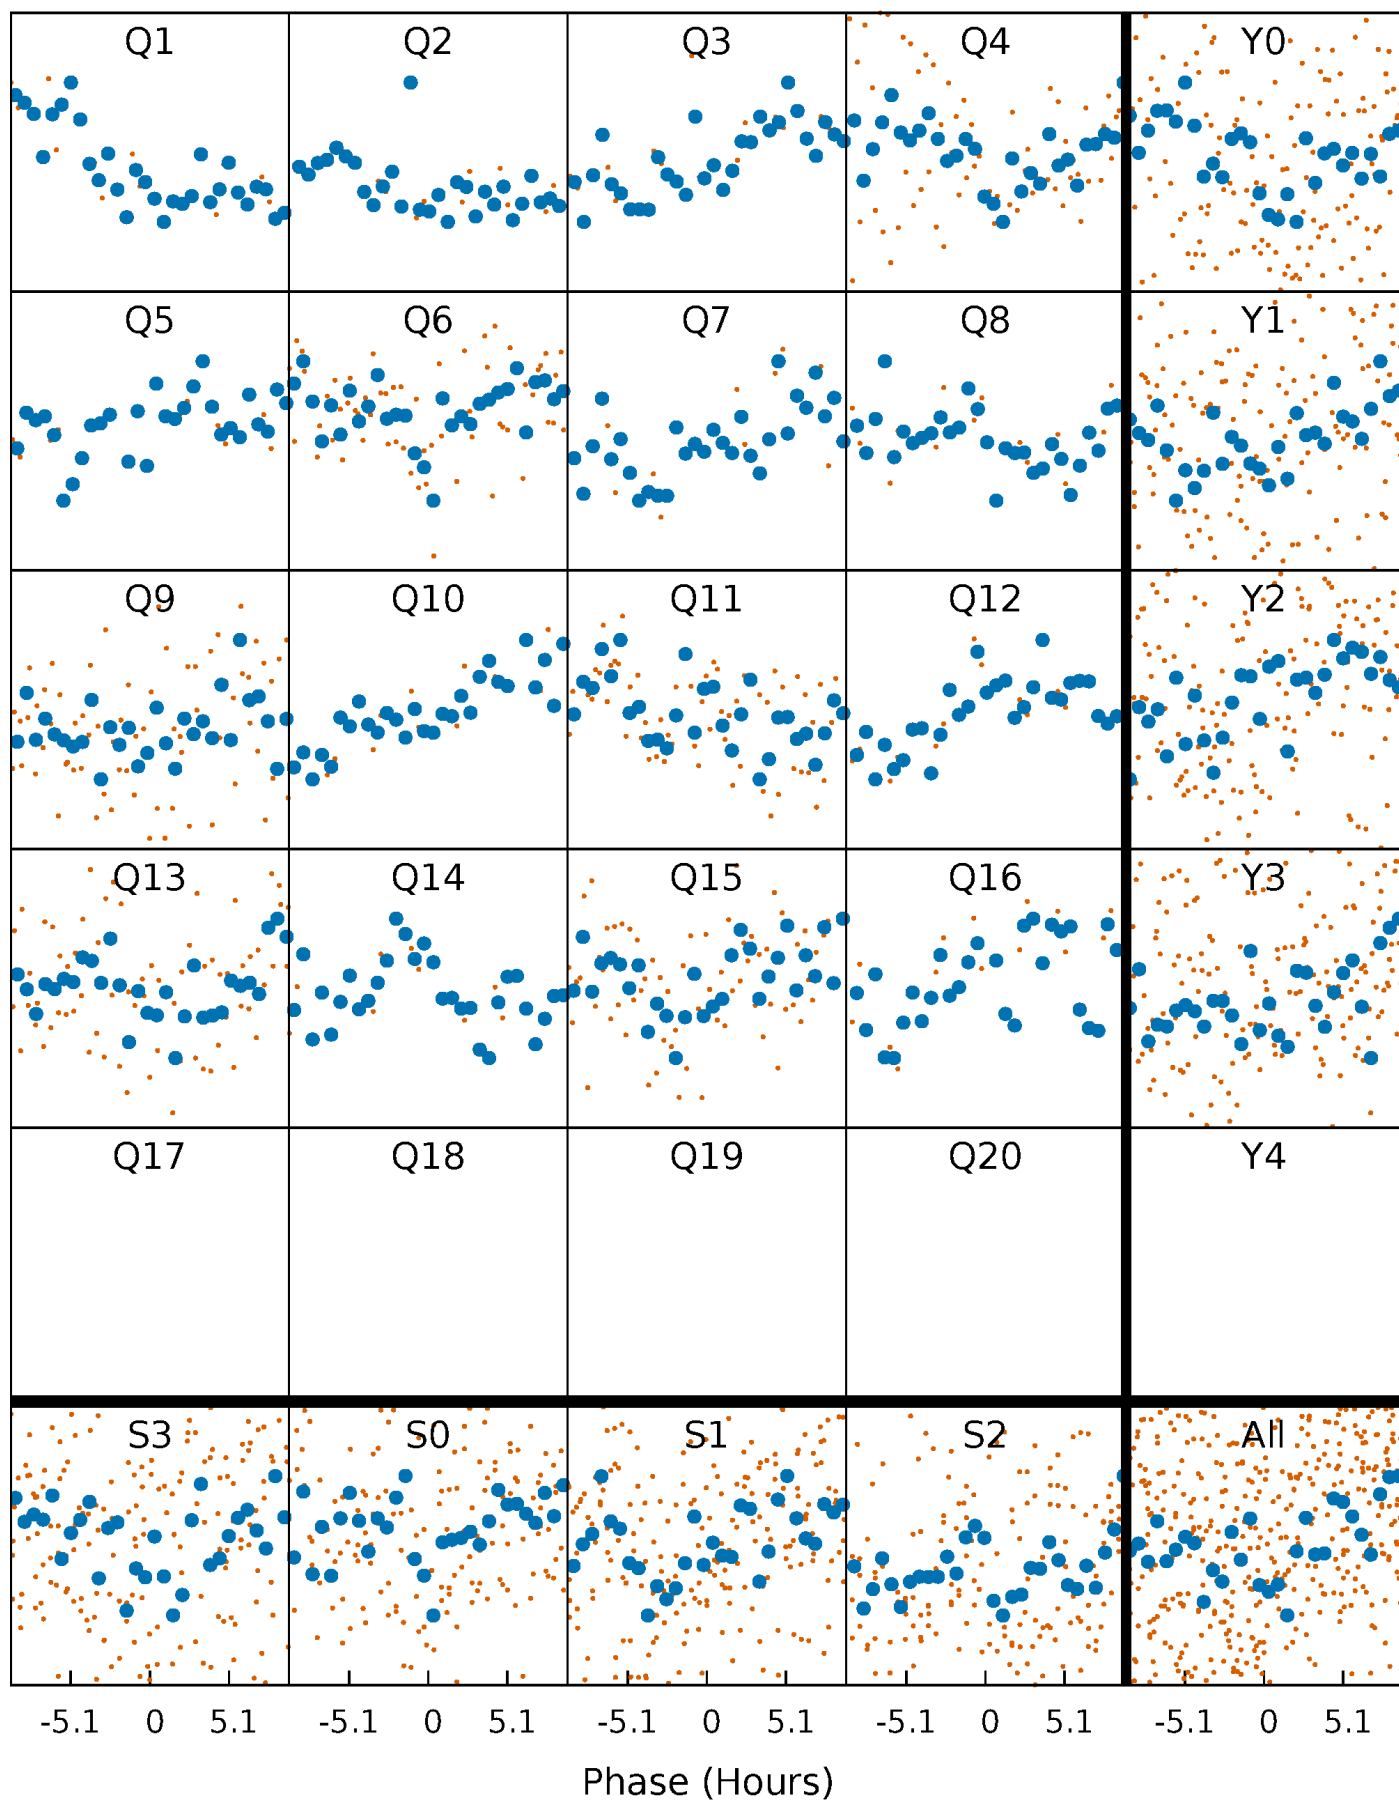 Q1 Q2 Q3 Q4 Y0
Q5 Q6 Q7 Q8 Y1
Q9 Q10 Q11 Q12 Y2
Q13 Q14 Q15 Q16 Y3
Q17 Q18 Q19 Q20 Y4
S3 S0 S1 S2 All
-5.1 0 5.1 -5.1 0 5.1 -5.1 0 5.1 -5.1 0 5.1 -5.1 0 5.1
Phase (Hours)